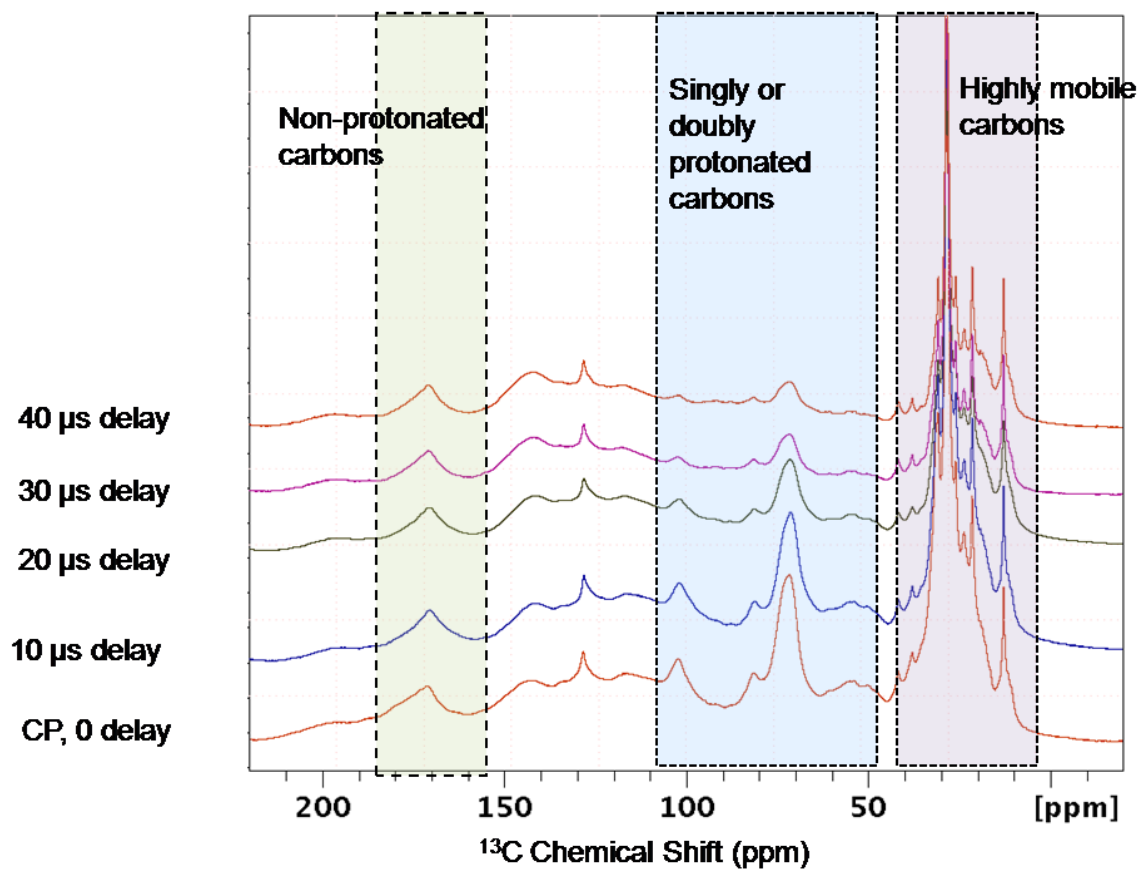 Non-protonated
carbons
Singly or
doubly
protonated
carbons
Highly mobile
carbons
40 µs delay
30 µs delay
20 µs delay
10 µs delay
CP, 0 delay
200 150 100 50 [ppm]
¹³C Chemical Shift (ppm)